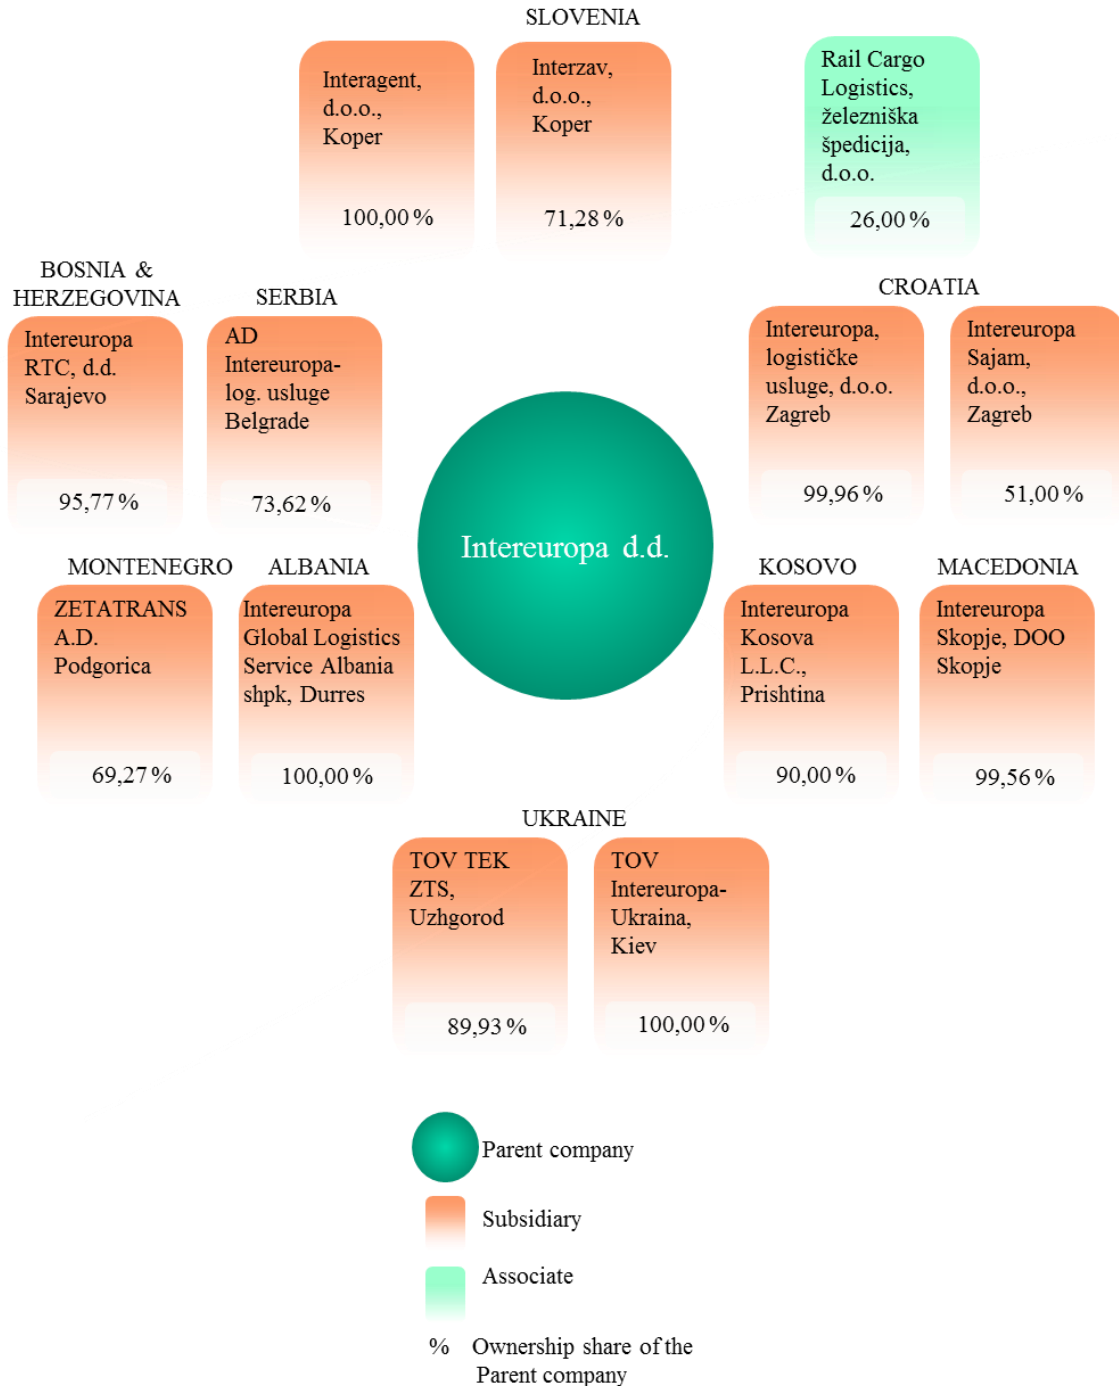 SLOVENIA
Interagent,
d.o.o.,
Koper
100,00 %
Interzav,
d.o.o.,
Koper
71,28 %
Rail Cargo
Logistics,
železniška
špedicija,
d.o.o.
26,00 %
BOSNIA &
HERZEGOVINA
Intereuropa
RTC, d.d.
Sarajevo
95,77 %
SERBIA
AD
Intereuropa-
log. usluge
Belgrade
73,62 %
CROATIA
Intereuropa,
logističke
usluge, d.o.o.
Zagreb
99,96 %
Intereuropa
Sajam,
d.o.o.,
Zagreb
51,00 %
Intereuropa d.d.
MONTENEGRO
ZETATRANS
A.D.
Podgorica
69,27 %
ALBANIA
Intereuropa
Global Logistics
Service Albania
shpk, Durres
100,00 %
KOSOVO
Intereuropa
Kosova
L.L.C.,
Prishtina
90,00 %
MACEDONIA
Intereuropa
Skopje, DOO
Skopje
99,56 %
UKRAINE
TOV TEK
ZTS,
Uzhgorod
89,93 %
TOV
Intereuropa-
Ukraina,
Kiev
100,00 %
Parent company
Subsidiary
Associate
% Ownership share of the
Parent company